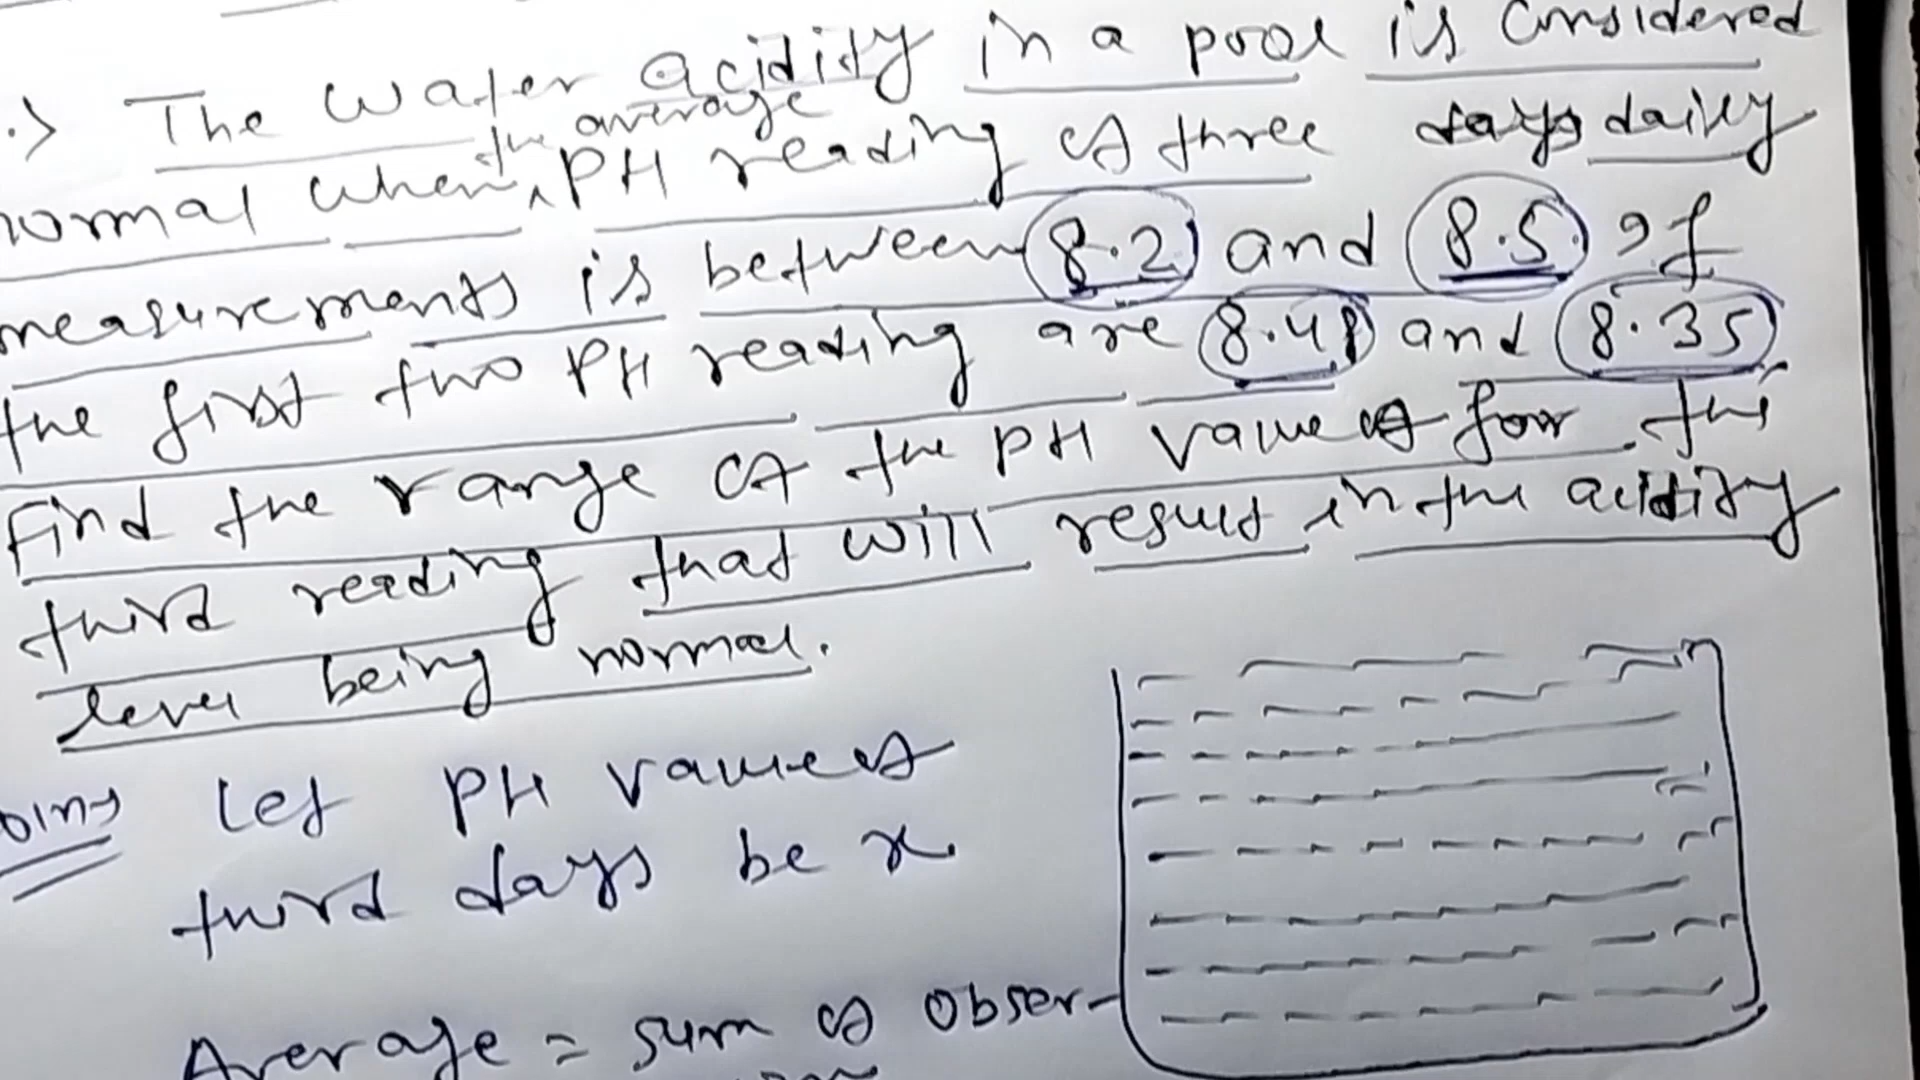 .> The water acidity in a pool is considered
normal when the average PH reading of three daily
measurements is between 8.2 and 8.5 If
the first two PH reading are 8.48 and 8.35
Find the range of the PH value for the
third reading that will result in the acidity
level being normal.
Let PH value of
third days be x
Average = sum of obser-